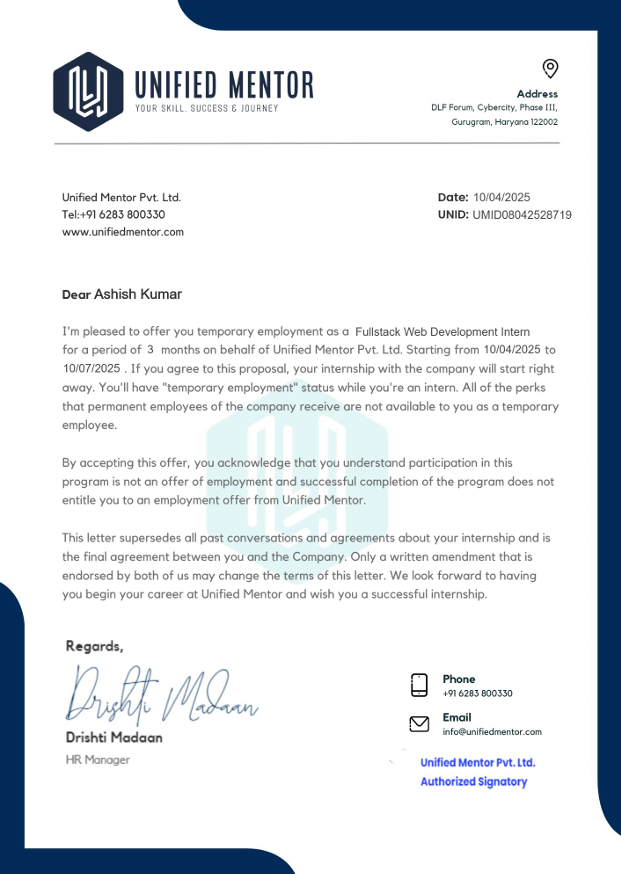 UNIFIED MENTOR
YOUR SKILL, SUCCESS & JOURNEY
Address
DLF Forum, Cybercity, Phase III,
Gurugram, Haryana 122002
Unified Mentor Pvt. Ltd.
Tel:+91 6283 800330
www.unifiedmentor.com
Date: 10/04/2025
UNID: UMID08042528719
Dear Ashish Kumar
I'm pleased to offer you temporary employment as a Fullstack Web Development Intern
for a period of 3 months on behalf of Unified Mentor Pvt. Ltd. Starting from 10/04/2025 to
10/07/2025 . If you agree to this proposal, your internship with the company will start right
away. You'll have "temporary employment" status while you're an intern. All of the perks
that permanent employees of the company receive are not available to you as a temporary
employee.
By accepting this offer, you acknowledge that you understand participation in this
program is not an offer of employment and successful completion of the program does not
entitle you to an employment offer from Unified Mentor.
This letter supersedes all past conversations and agreements about your internship and is
the final agreement between you and the Company. Only a written amendment that is
endorsed by both of us may change the terms of this letter. We look forward to having
you begin your career at Unified Mentor and wish you a successful internship.
Regards,
Drishti Madaan
Drishti Madaan
HR Manager
Phone
+91 6283 800330
Email
info@unifiedmentor.com
Unified Mentor Pvt. Ltd.
Authorized Signatory